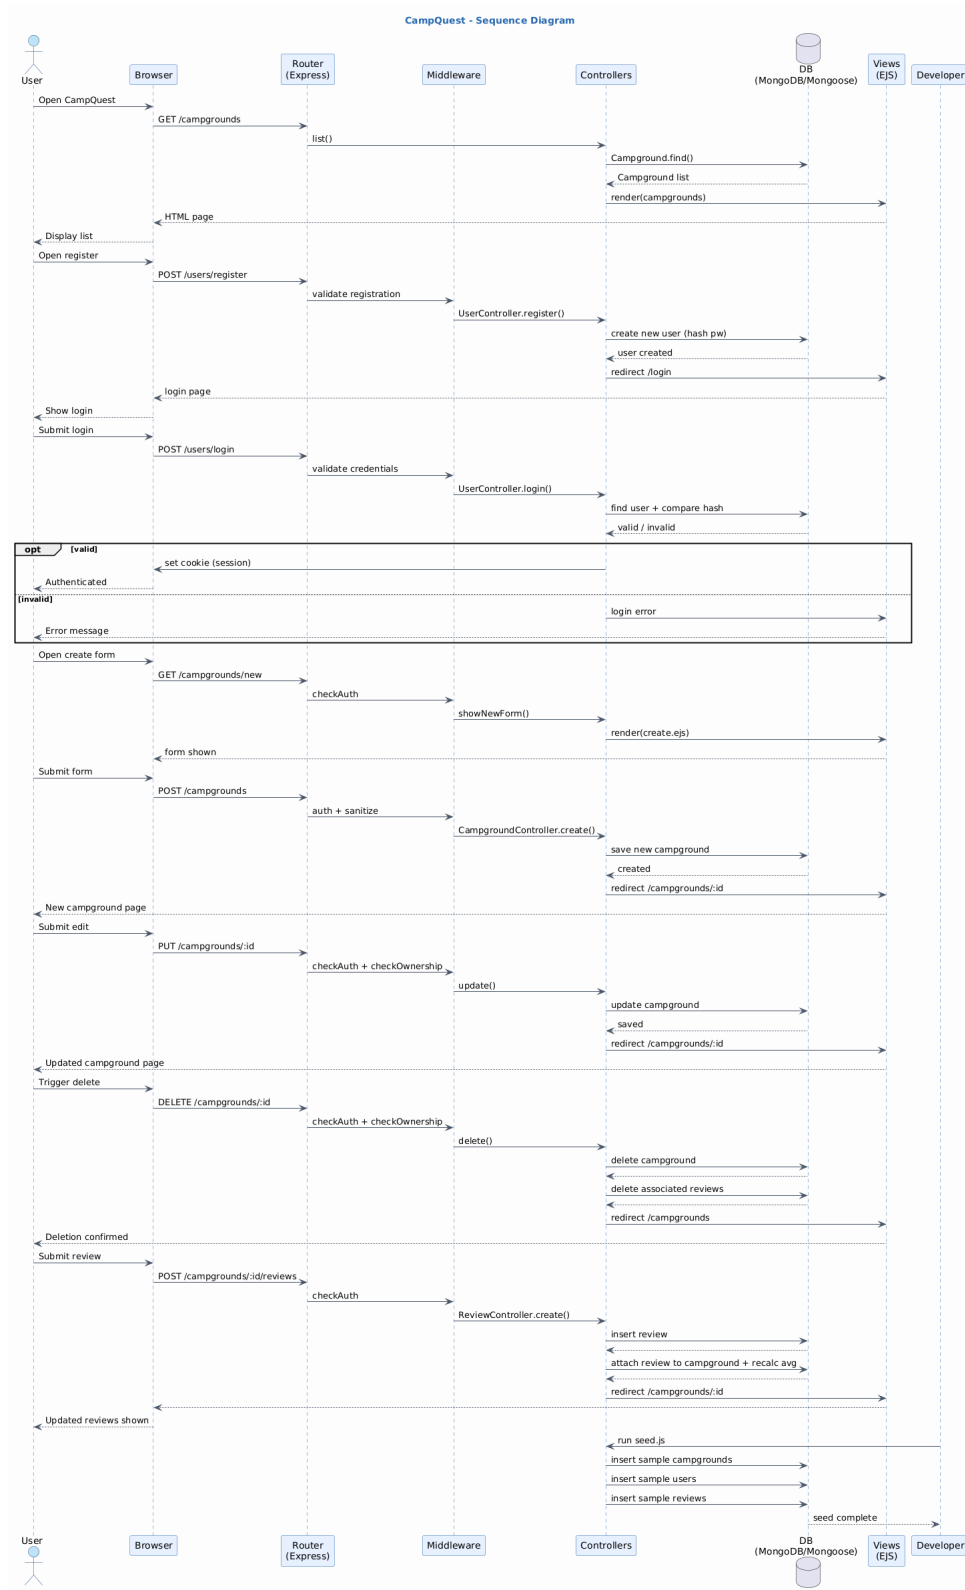 CampQuest - Sequence Diagram
User
Browser
Router
(Express)
Middleware
Controllers
DB
(MongoDB/Mongoose)
Views
(EJS)
Developer
Open CampQuest
GET /campgrounds
list()
Campground.find()
Campground list
render(campgrounds)
HTML page
Display list
Open register
POST /users/register
validate registration
UserController.register()
create new user (hash pw)
user created
redirect /login
login page
Show login
Submit login
POST /users/login
validate credentials
UserController.login()
find user + compare hash
valid / invalid
opt [valid]
set cookie (session)
Authenticated
[invalid]
login error
Error message
Open create form
GET /campgrounds/new
checkAuth
showNewForm()
render(create.ejs)
form shown
Submit form
POST /campgrounds
auth + sanitize
CampgroundController.create()
save new campground
created
redirect /campgrounds/:id
New campground page
Submit edit
PUT /campgrounds/:id
checkAuth + checkOwnership
update()
update campground
saved
redirect /campgrounds/:id
Updated campground page
Trigger delete
DELETE /campgrounds/:id
checkAuth + checkOwnership
delete()
delete campground
delete associated reviews
redirect /campgrounds
Deletion confirmed
Submit review
POST /campgrounds/:id/reviews
checkAuth
ReviewController.create()
insert review
attach review to campground + recalc avg
redirect /campgrounds/:id
Updated reviews shown
run seed.js
insert sample campgrounds
insert sample users
insert sample reviews
seed complete
User
Browser
Router
(Express)
Middleware
Controllers
DB
(MongoDB/Mongoose)
Views
(EJS)
Developer